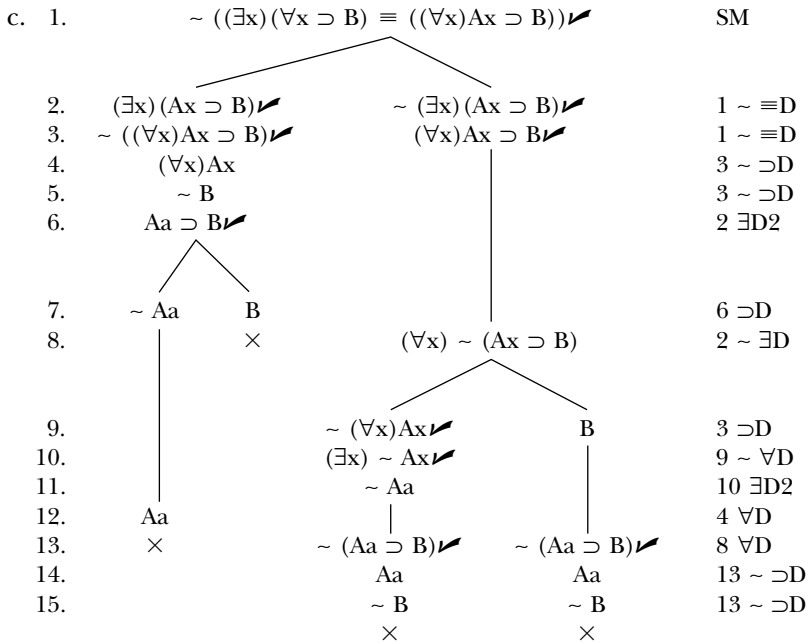 c. 1. ~ ((∃x)(∀x ⊃ B) ≡ ((∀x)Ax ⊃ B))✔ SM
2. (∃x)(Ax ⊃ B)✔ ~ (∃x)(Ax ⊃ B)✔ 1 ~ ≡D
3. ~ ((∀x)Ax ⊃ B)✔ (∀x)Ax ⊃ B✔ 1 ~ ≡D
4. (∀x)Ax 3 ~ ⊃D
5. ~ B 3 ~ ⊃D
6. Aa ⊃ B✔ 2 ∃D2
7. ~ Aa B 6 ⊃D
8. × (∀x) ~ (Ax ⊃ B) 2 ~ ∃D
9. ~ (∀x)Ax✔ B 3 ⊃D
10. (∃x) ~ Ax✔ 9 ~ ∀D
11. ~ Aa 10 ∃D2
12. Aa 4 ∀D
13. × ~ (Aa ⊃ B)✔ ~ (Aa ⊃ B)✔ 8 ∀D
14. Aa Aa 13 ~ ⊃D
15. ~ B ~ B 13 ~ ⊃D
× ×